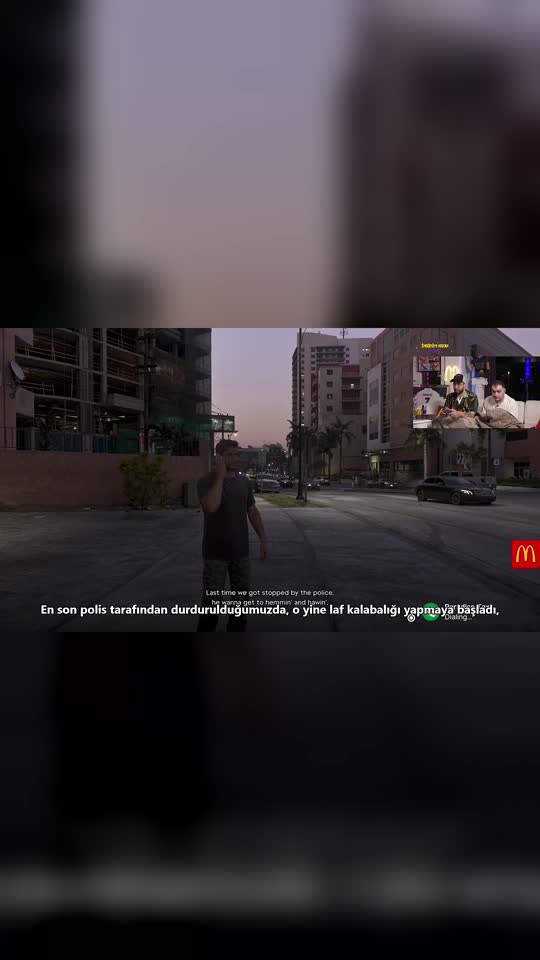 7
Last time we got stopped by the police,
he wanna get to hemmin' and hawin'.
En son polis tarafından durdurulduğumuzda, o yine laf kalabalığı yapmaya başladı,
Dialing...